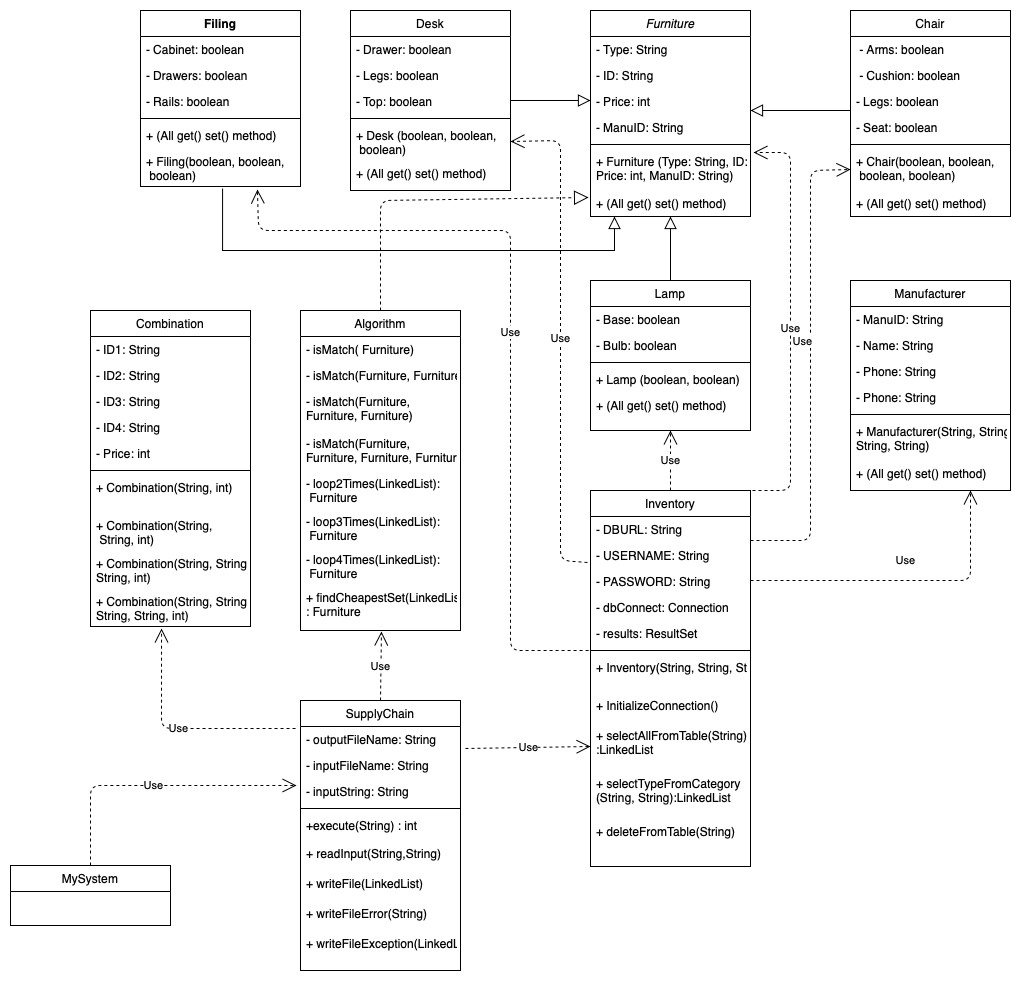 Filing
- Cabinet: boolean
- Drawers: boolean
- Rails: boolean
+ (All get() set() method)
+ Filing(boolean, boolean,
boolean)
Desk
- Drawer: boolean
- Legs: boolean
- Top: boolean
+ Desk (boolean, boolean,
boolean)
+ (All get() set() method)
Furniture
- Type: String
- ID: String
- Price: int
- ManuID: String
+ Furniture (Type: String, ID:
Price: int, ManuID: String)
+ (All get() set() method)
Chair
- Arms: boolean
- Cushion: boolean
- Legs: boolean
- Seat: boolean
+ Chair(boolean, boolean,
boolean, boolean)
+ (All get() set() method)
Combination
- ID1: String
- ID2: String
- ID3: String
- ID4: String
- Price: int
+ Combination(String, int)
+ Combination(String,
String, int)
+ Combination(String, String
String, int)
+ Combination(String, String
String, String, int)
Algorithm
- isMatch( Furniture)
- isMatch(Furniture, Furniture
- isMatch(Furniture,
Furniture, Furniture)
- isMatch(Furniture,
Furniture, Furniture, Furnitur
- loop2Times(LinkedList):
Furniture
- loop3Times(LinkedList):
Furniture
- loop4Times(LinkedList):
Furniture
+ findCheapestSet(LinkedLis
: Furniture
Use
Use
Lamp
- Base: boolean
- Bulb: boolean
+ Lamp (boolean, boolean)
+ (All get() set() method)
Use
Use
Manufacturer
- ManuID: String
- Name: String
- Phone: String
- Phone: String
+ Manufacturer(String, String
String, String)
+ (All get() set() method)
Use
Inventory
- DBURL: String
- USERNAME: String
- PASSWORD: String
- dbConnect: Connection
- results: ResultSet
+ Inventory(String, String, St
+ InitializeConnection()
+ selectAllFromTable(String)
:LinkedList
+ selectTypeFromCategory
(String, String):LinkedList
+ deleteFromTable(String)
Use
Use
Use
Use
Use
SupplyChain
- outputFileName: String
- inputFileName: String
- inputString: String
+execute(String) : int
+ readInput(String,String)
+ writeFile(LinkedList)
+ writeFileError(String)
+ writeFileException(LinkedL
MySystem